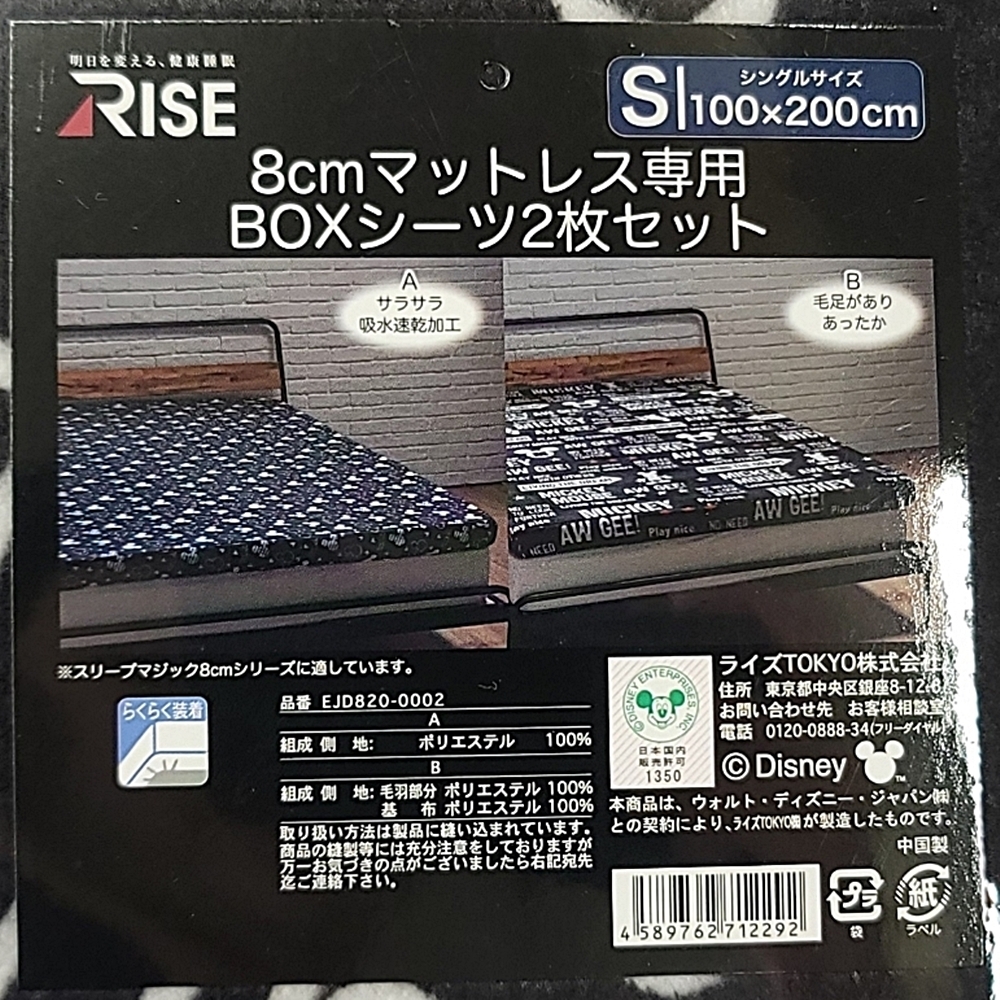 明日を変える、健康睡眠
RISE
S
シングルサイズ
100×200cm
8cmマットレス専用
BOXシーツ2枚セット
A
サラサラ
吸水速乾加工
B
毛足があり
あったか
MICKEY
AW GEE!
MICKEY
NEED AW GEE! Play nice NO NEED AW GEE! Play nice
※スリープマジック8cmシリーズに適しています。
らくらく装着
品番 EJD820-0002
A
組成 側 地: ポリエステル 100%
B
組成 側 地: 毛羽部分 ポリエステル 100%
基 布 ポリエステル 100%
取り扱い方法は製品に縫い込まれています。
商品の縫製等には充分注意をしておりますが
万一お気づきの点がございましたら右記宛先
迄ご連絡下さい。
©DISNEY ENTERPRISES, INC.
日本国内
販売許可
1350
ライズTOKYO株式会社
住所 東京都中央区銀座8-12-8
お問い合わせ先 お客様相談室
電話 0120-0888-34(フリーダイヤル)
© Disney
TM
本商品は、ウォルト・ディズニー・ジャパン㈱
との契約により、ライズTOKYO㈱が製造したものです。
中国製
プラ
袋
紙
ラベル
4 589762 712292